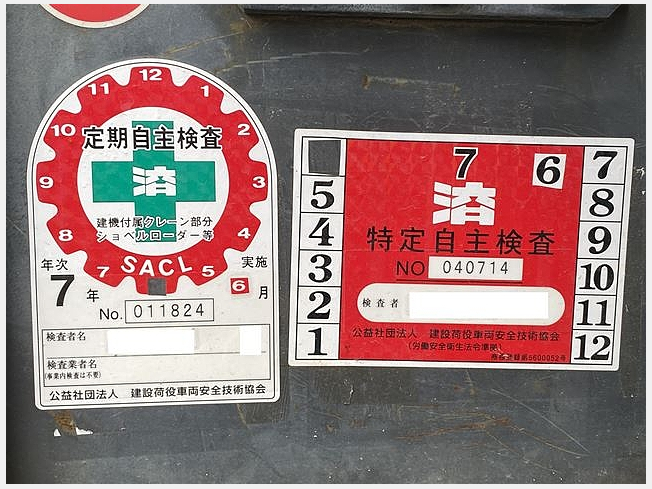 12
11 1
10 2
定期自主検査
9 溶 3
建機付属クレーン部分
ショベルローダー等
8 4
7 SACL 5
年次 実施
7年 6月
No. 011824
検査者名
検査業者名
(事業内検査は不要)
公益社団法人 建設荷役車両安全技術協会
7 6
溶
特定自主検査
NO 040714
検査者
公益社団法人 建設荷役車両安全技術協会
(労働安全衛生法令準拠)
5
4
3
2
1
7
8
9
10
11
12